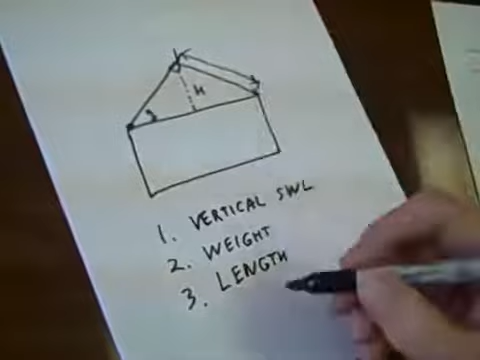 H
1. VERTICAL SWL
2. WEIGHT
3. LENGTH